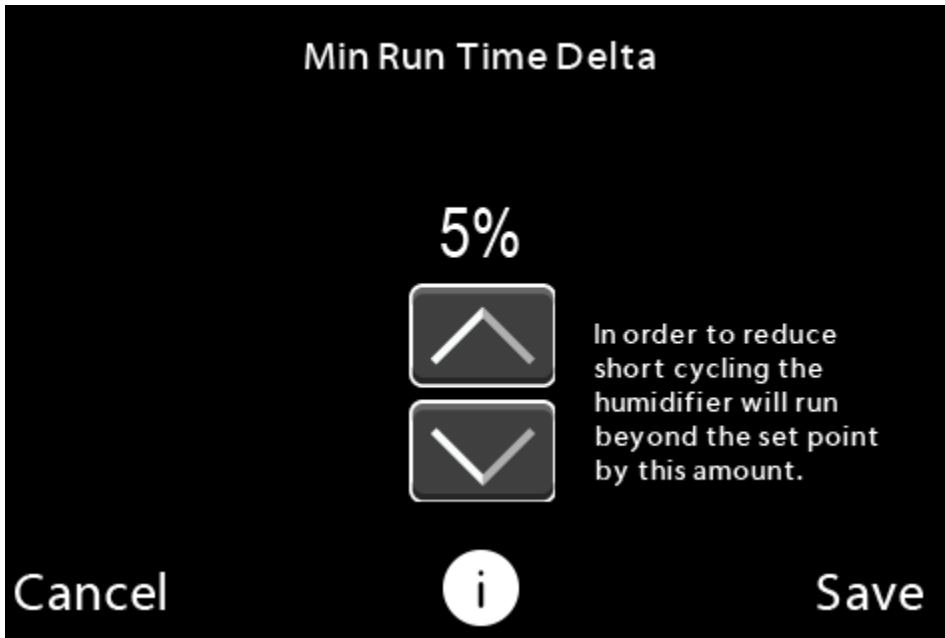 Min Run Time Delta
5%
In order to reduce
short cycling the
humidifier will run
beyond the set point
by this amount.
Cancel
i
Save